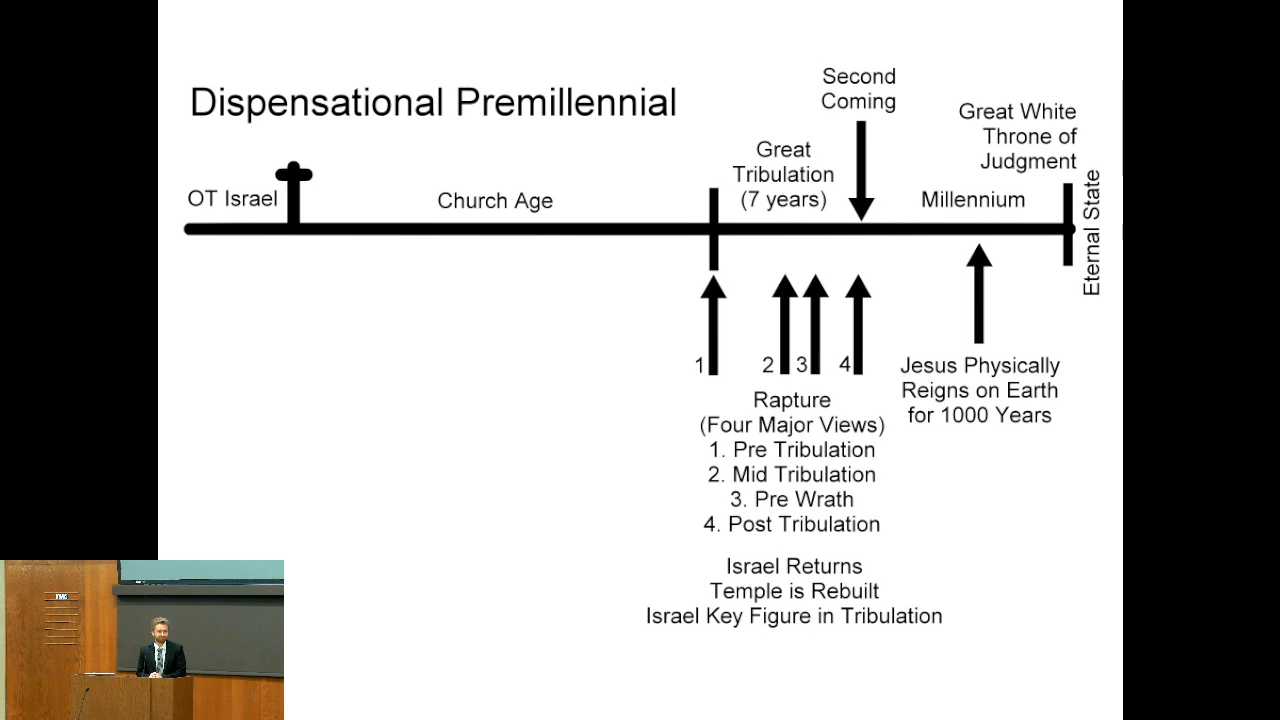 Dispensational Premillennial
Second
Coming
Great White
Throne of
Judgment
Great
Tribulation
(7 years)
OT Israel
Church Age
Millennium
Eternal State
1
2
3
4
Jesus Physically
Reigns on Earth
for 1000 Years
Rapture
(Four Major Views)
1. Pre Tribulation
2. Mid Tribulation
3. Pre Wrath
4. Post Tribulation
Israel Returns
Temple is Rebuilt
Israel Key Figure in Tribulation